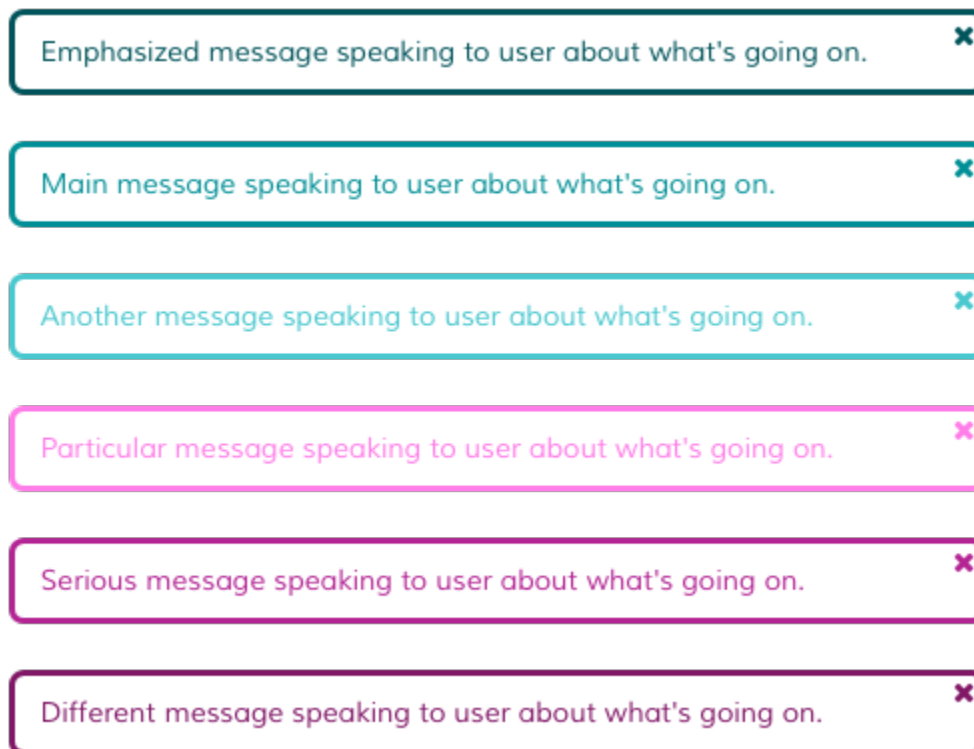 Emphasized message speaking to user about what's going on.
Main message speaking to user about what's going on.
Another message speaking to user about what's going on.
Particular message speaking to user about what's going on.
Serious message speaking to user about what's going on.
Different message speaking to user about what's going on.